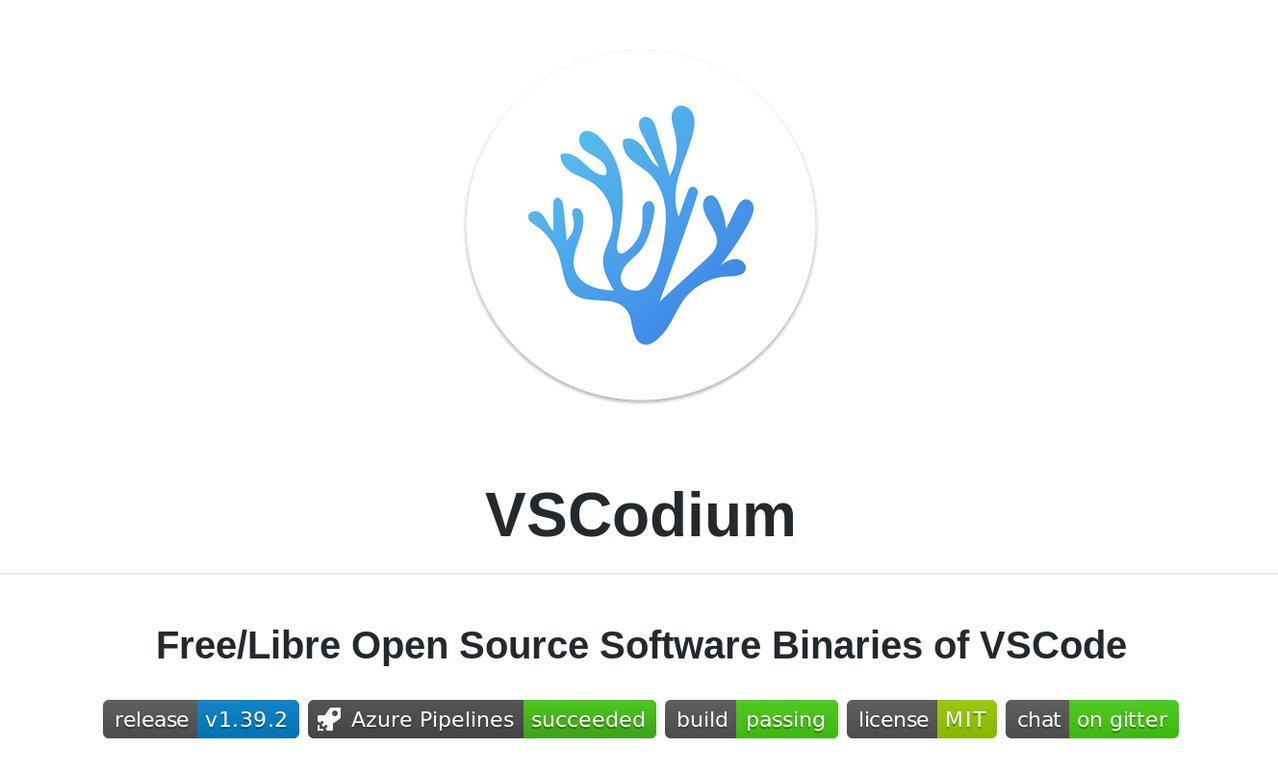 VSCodium
Free/Libre Open Source Software Binaries of VSCode
release v1.39.2 Azure Pipelines succeeded build passing license MIT chat on gitter